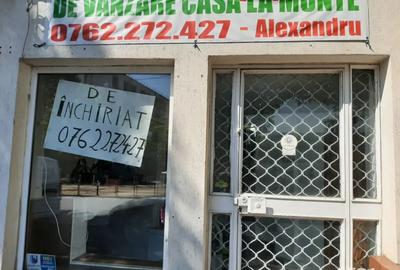 DE VANZARE CASA LA MUNTE
0762.272.427 - Alexandru
DE
ÎNCHIRIAT
0762272427